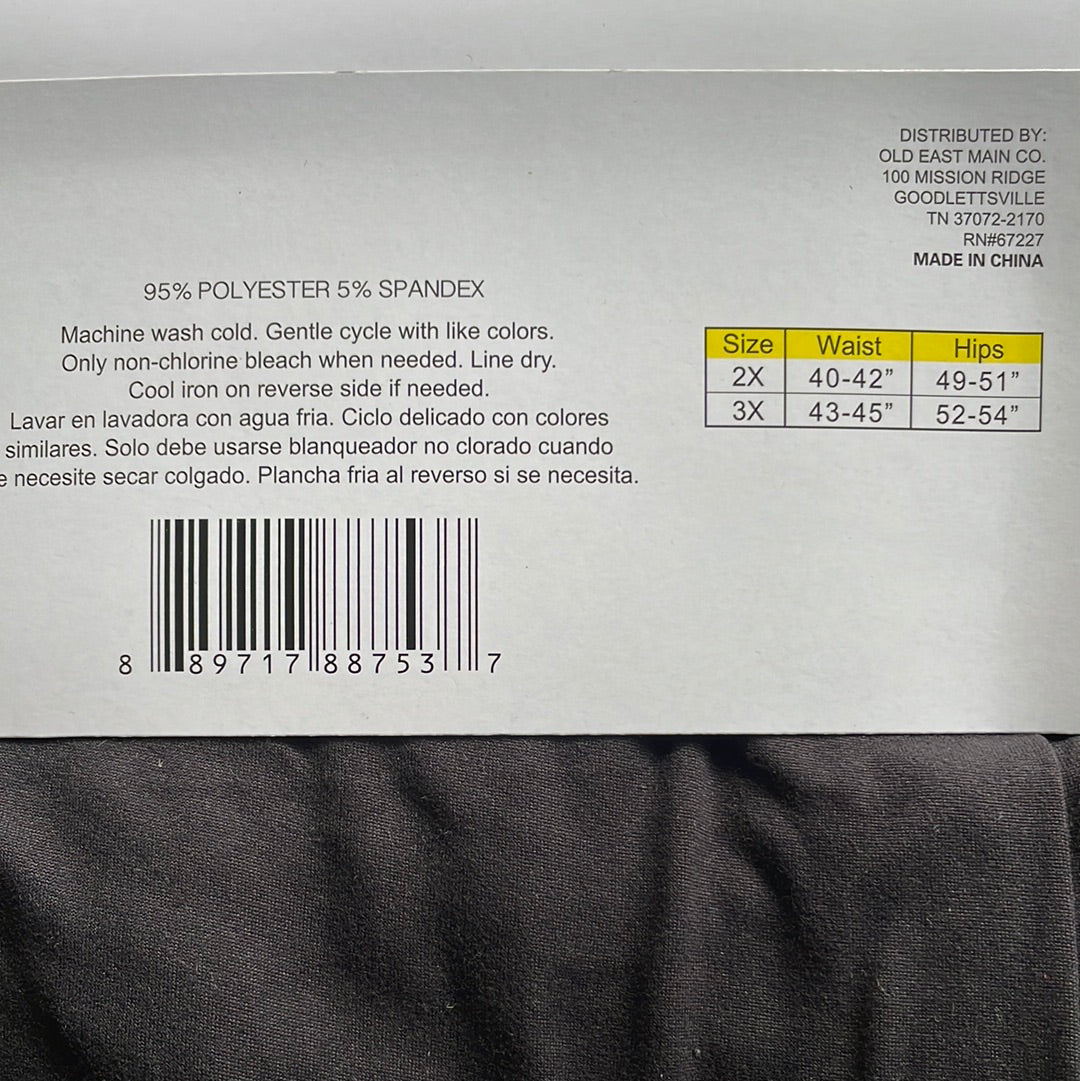 DISTRIBUTED BY:
OLD EAST MAIN CO.
100 MISSION RIDGE
GOODLETTSVILLE
TN 37072-2170
RN#67227
MADE IN CHINA
95% POLYESTER 5% SPANDEX
Machine wash cold. Gentle cycle with like colors.
Only non-chlorine bleach when needed. Line dry.
Cool iron on reverse side if needed.
Lavar en lavadora con agua fria. Ciclo delicado con colores
similares. Solo debe usarse blanqueador no clorado cuando
e necesite secar colgado. Plancha fria al reverso si se necesita.
Size Waist Hips
2X 40-42” 49-51”
3X 43-45” 52-54”
8 89717 88753 7